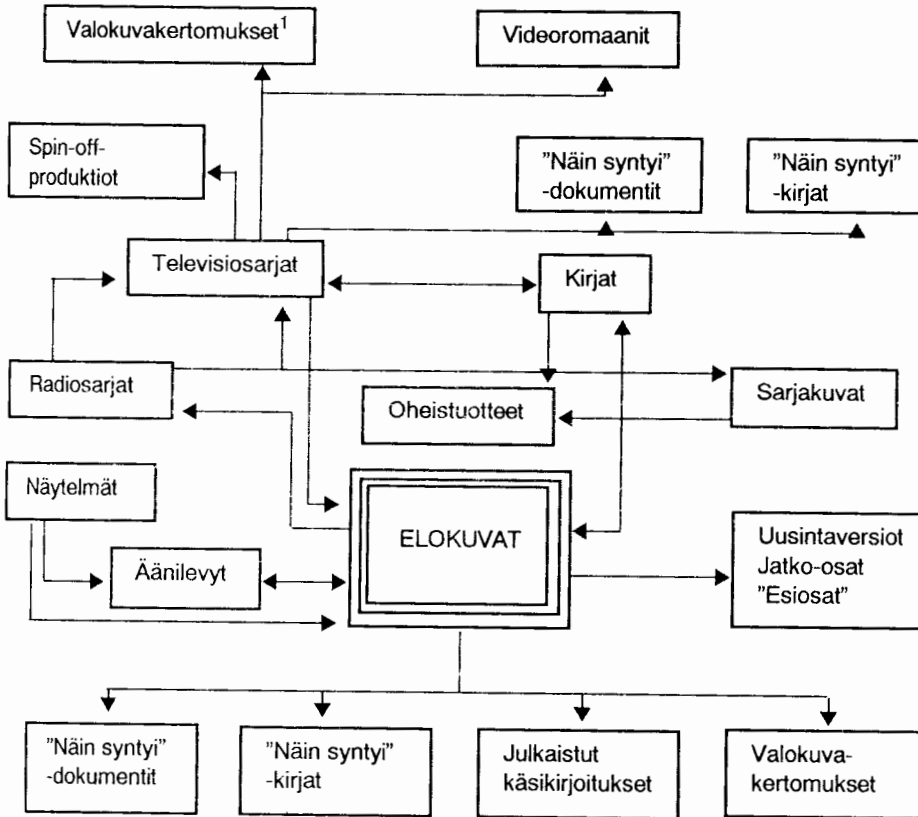 Valokuvakertomukset¹
Videoromaanit
Spin-off-
produktiot
"Näin syntyi"
-dokumentit
"Näin syntyi"
-kirjat
Televisiosarjat
Kirjat
Radiosarjat
Oheistuotteet
Sarjakuvat
Näytelmät
ELOKUVAT
Äänilevyt
Uusintaversiot
Jatko-osat
"Esiosat"
"Näin syntyi"
-dokumentit
"Näin syntyi"
-kirjat
Julkaistut
käsikirjoitukset
Valokuva-
kertomukset